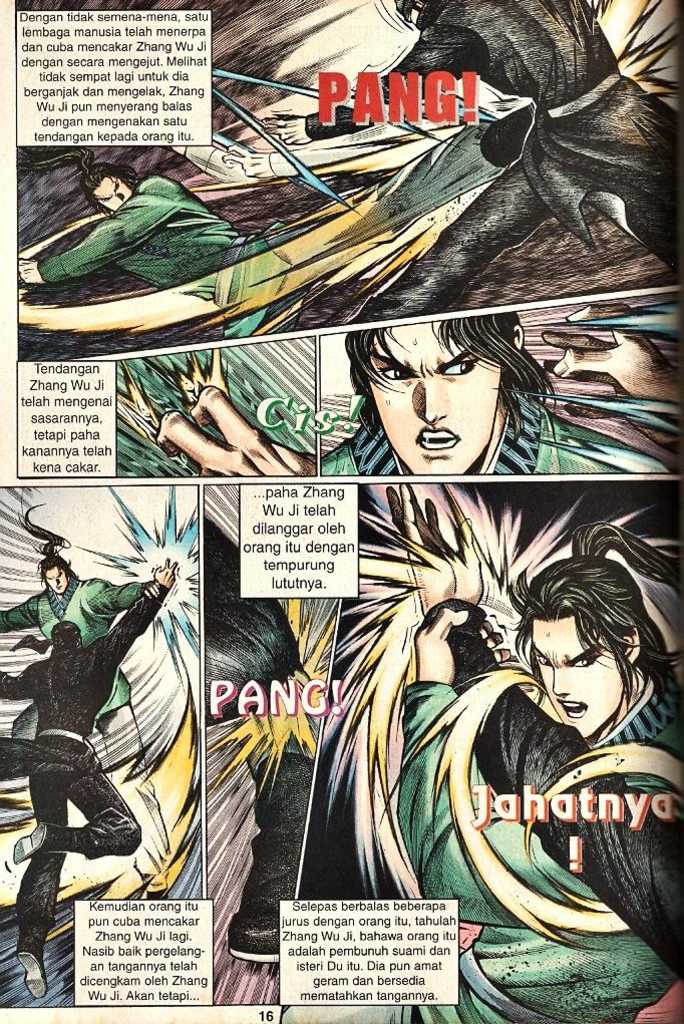 Dengan tidak semena-mena, satu
lembaga manusia telah menerpa
dan cuba mencakar Zhang Wu Ji
dengan secara mengejut. Melihat
tidak sempat lagi untuk dia
berganjak dan mengelak, Zhang
Wu Ji pun menyerang balas
dengan mengenakan satu
tendangan kepada orang itu.
PANG!
Tendangan
Zhang Wu Ji
telah mengenai
sasarannya,
tetapi paha
kanannya telah
kena cakar.
Cis!
...paha Zhang
Wu Ji telah
dilanggar oleh
orang itu dengan
tempurung
lututnya.
PANG!
Jahatnya
!
Kemudian orang itu
pun cuba mencakar
Zhang Wu Ji lagi.
Nasib baik pergelang-
an tangannya telah
dicengkam oleh Zhang
Wu Ji. Akan tetapi...
Selepas berbalas beberapa
jurus dengan orang itu, tahulah
Zhang Wu Ji, bahawa orang itu
adalah pembunuh suami dan
isteri Du itu. Dia pun amat
geram dan bersedia
mematahkan tangannya.
16